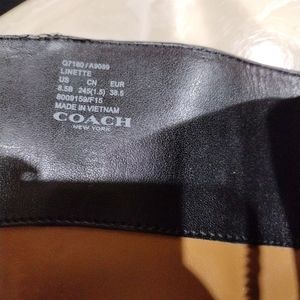 Q7160/A9099
LINETTE
US CN EUR
8.5B 245(1.5) 38.5
8009159/F15
MADE IN VIETNAM
COACH
NEW YORK